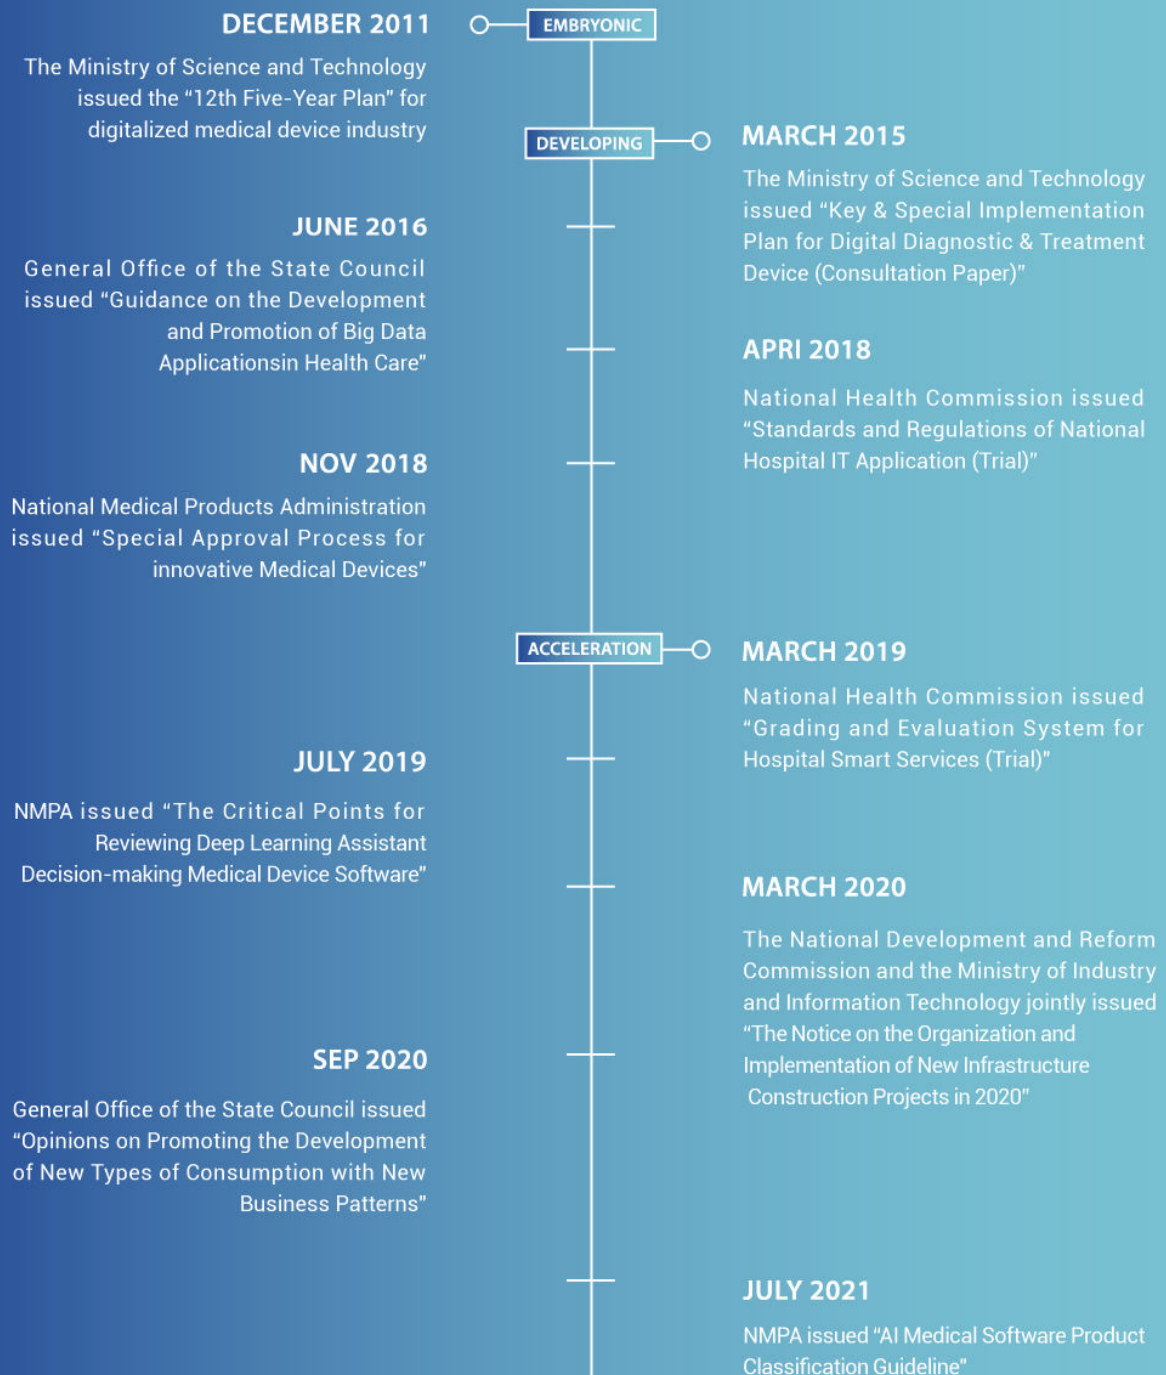 DECEMBER 2011
EMBRYONIC
The Ministry of Science and Technology
issued the “12th Five-Year Plan” for
digitalized medical device industry
DEVELOPING
MARCH 2015
The Ministry of Science and Technology
issued “Key & Special Implementation
Plan for Digital Diagnostic & Treatment
Device (Consultation Paper)”
JUNE 2016
General Office of the State Council
issued “Guidance on the Development
and Promotion of Big Data
Applicationsin Health Care"
APRI 2018
National Health Commission issued
“Standards and Regulations of National
Hospital IT Application (Trial)”
NOV 2018
National Medical Products Administration
issued “Special Approval Process for
innovative Medical Devices”
ACCELERATION
MARCH 2019
National Health Commission issued
“Grading and Evaluation System for
Hospital Smart Services (Trial)”
JULY 2019
NMPA issued “The Critical Points for
Reviewing Deep Learning Assistant
Decision-making Medical Device Software”
MARCH 2020
The National Development and Reform
Commission and the Ministry of Industry
and Information Technology jointly issued
“The Notice on the Organization and
Implementation of New Infrastructure
Construction Projects in 2020”
SEP 2020
General Office of the State Council issued
“Opinions on Promoting the Development
of New Types of Consumption with New
Business Patterns”
JULY 2021
NMPA issued “AI Medical Software Product
Classification Guideline”